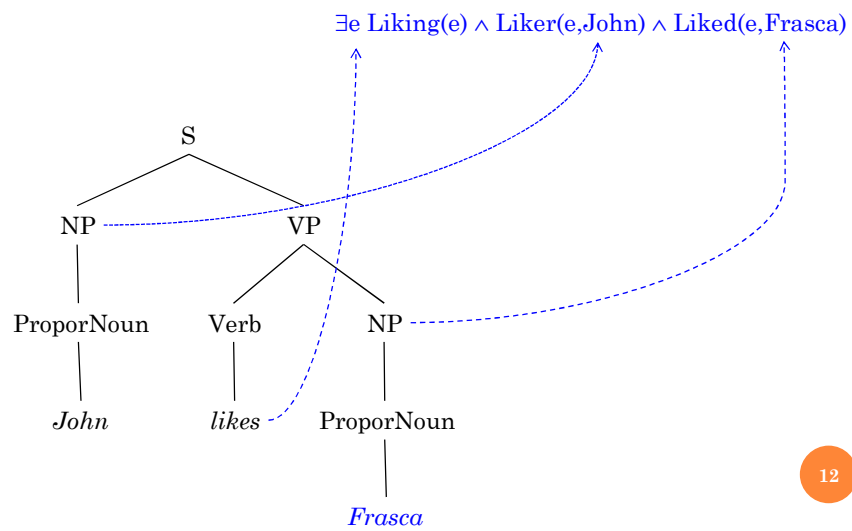 ∃e Liking(e) ∧ Liker(e,John) ∧ Liked(e,Frasca)
S
NP VP
ProporNoun Verb NP
John likes ProporNoun
12
Frasca